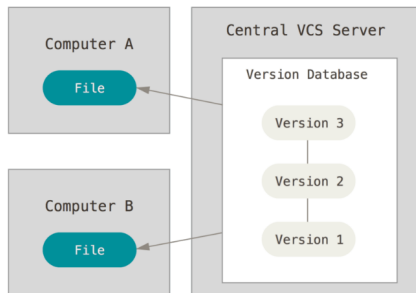 Computer A
File
Computer B
File
Central VCS Server
Version Database
Version 3
Version 2
Version 1